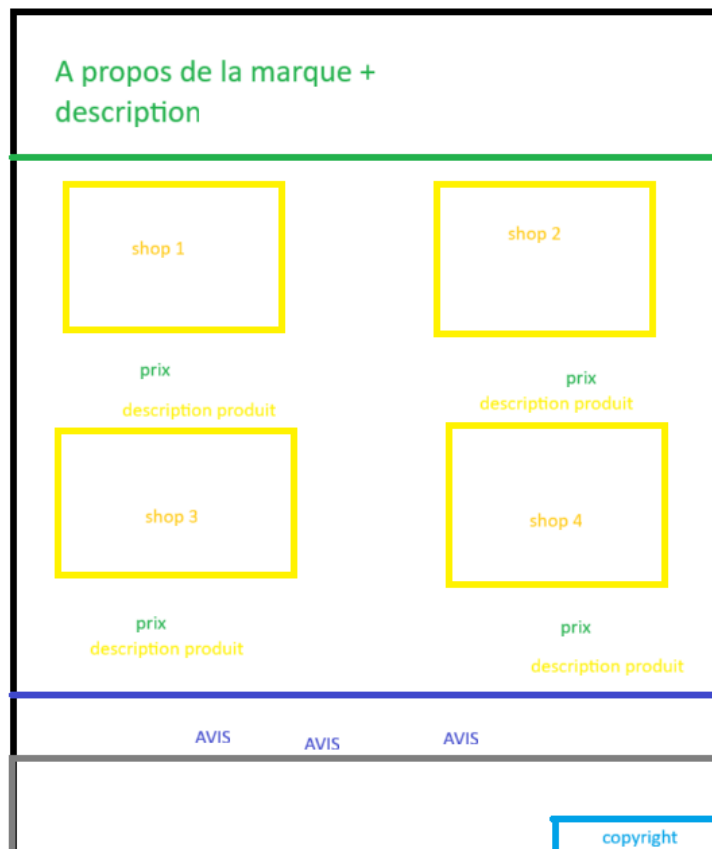 A propos de la marque +
description
shop 1
shop 2
prix
prix
description produit
description produit
shop 3
shop 4
prix
prix
description produit
description produit
AVIS
AVIS
AVIS
copyright